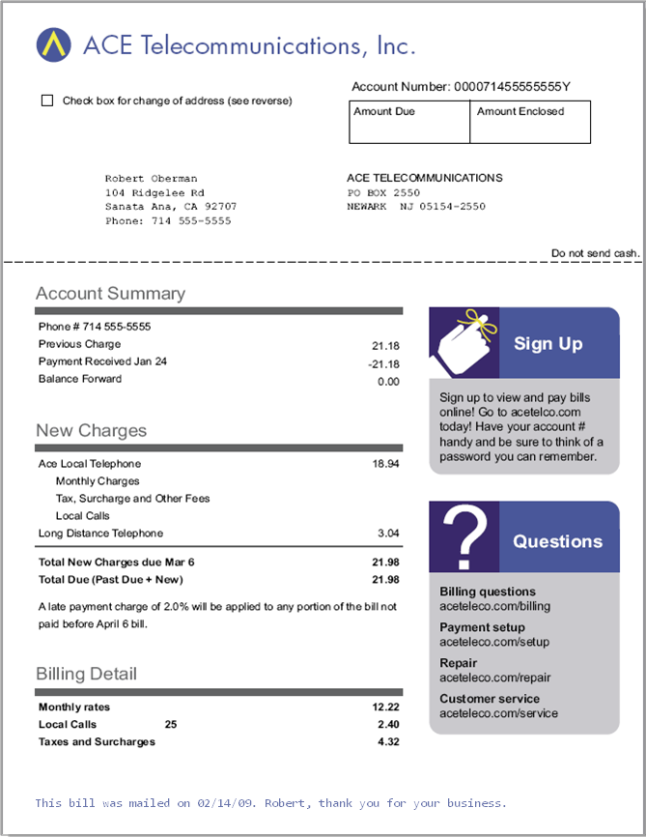 ACE Telecommunications, Inc.
Account Number: 000071455555555Y
Check box for change of address (see reverse)
Amount Due
Amount Enclosed
Robert Oberman
104 Ridgelee Rd
Sanata Ana, CA 92707
Phone: 714 555-5555
ACE TELECOMMUNICATIONS
PO BOX 2550
NEWARK  NJ 05154-2550
Do not send cash.
Account Summary
Phone # 714 555-5555
Previous Charge 21.18
Payment Received Jan 24 -21.18
Balance Forward 0.00
New Charges
Ace Local Telephone 18.94
Monthly Charges
Tax, Surcharge and Other Fees
Local Calls
Long Distance Telephone 3.04
Total New Charges due Mar 6 21.98
Total Due (Past Due + New) 21.98
A late payment charge of 2.0% will be applied to any portion of the bill not
paid before April 6 bill.
Billing Detail
Monthly rates 12.22
Local Calls 25 2.40
Taxes and Surcharges 4.32
Sign Up
Sign up to view and pay bills
online! Go to acetelco.com
today! Have your account #
handy and be sure to think of a
password you can remember.
?
Questions
Billing questions
aceteleco.com/billing
Payment setup
aceteleco.com/setup
Repair
aceteleco.com/repair
Customer service
aceteleco.com/service
This bill was mailed on 02/14/09. Robert, thank you for your business.